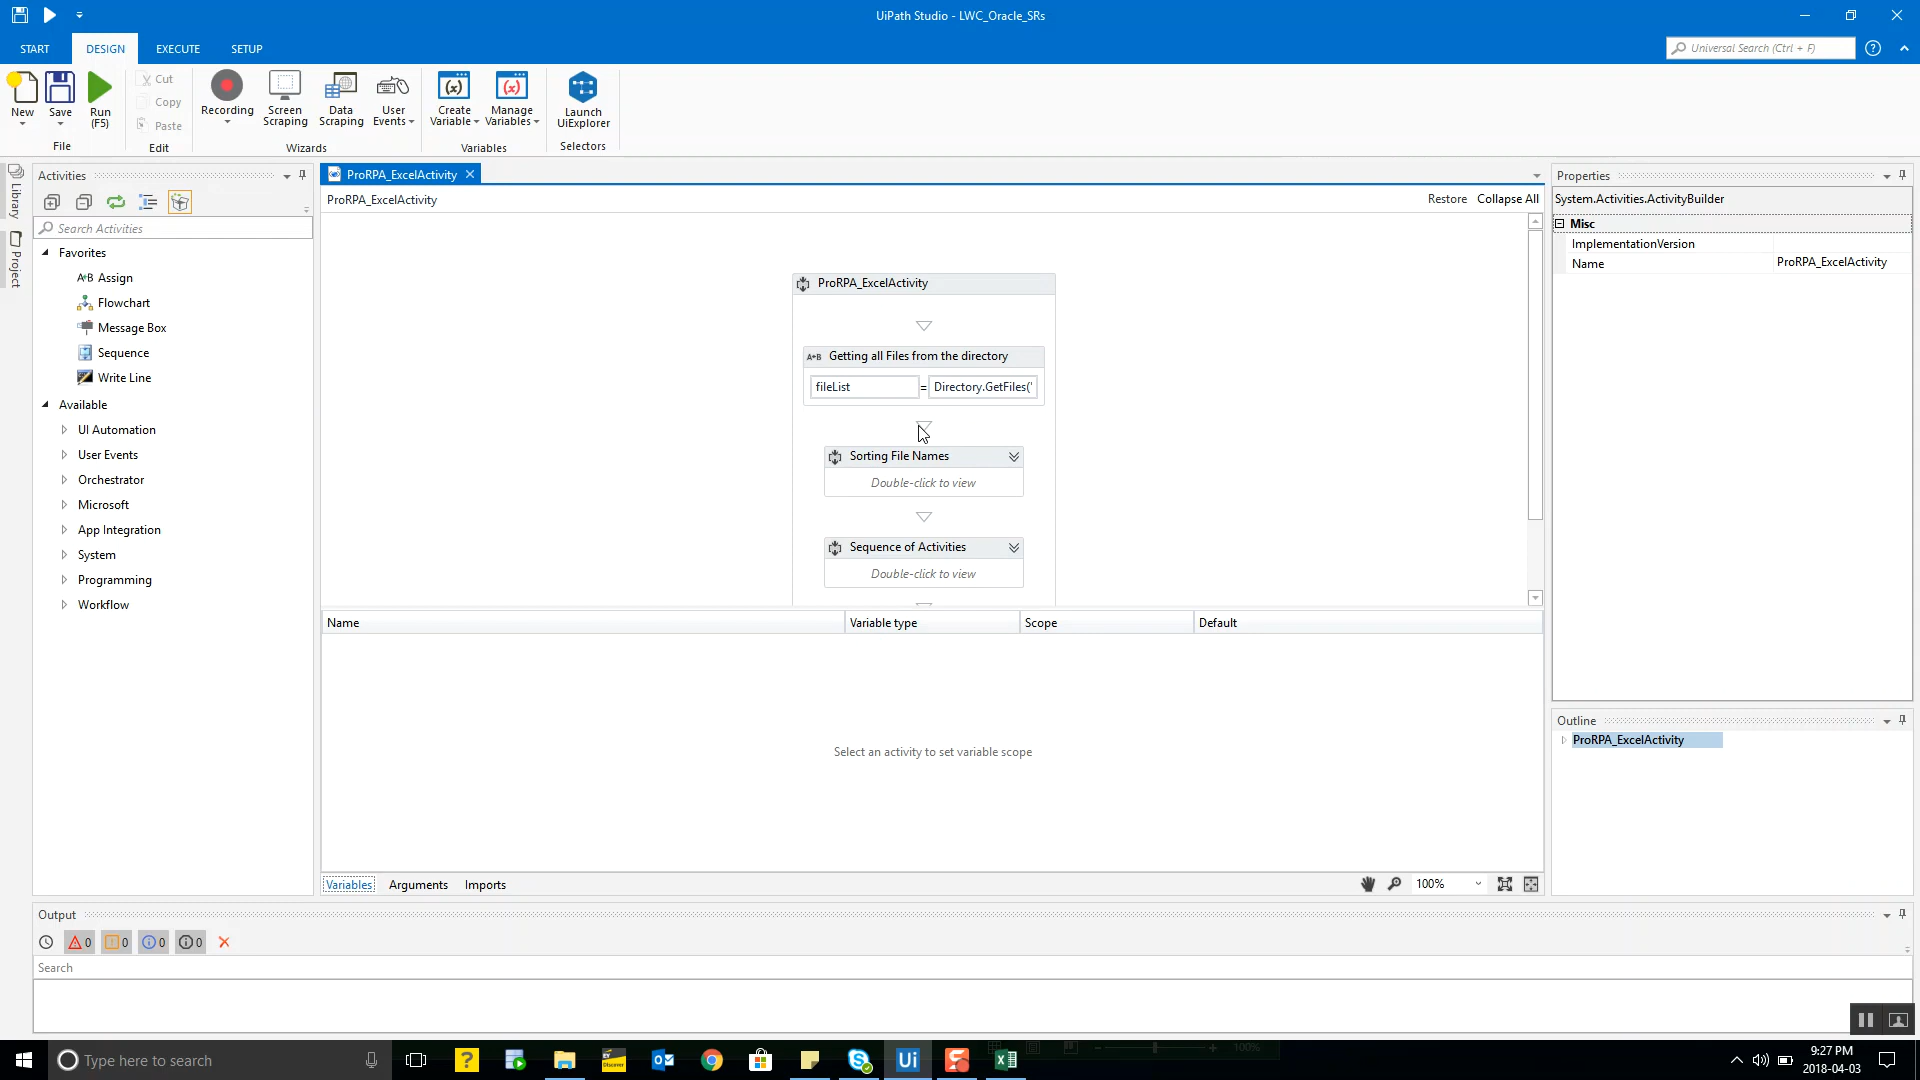 UiPath Studio - LWC_Oracle_SRs
START DESIGN EXECUTE SETUP
Universal Search (Ctrl + F)
New
Save
Run
(F5)
File
Cut
Copy
Paste
Edit
Recording
Screen
Scraping
Data
Scraping
User
Events
Wizards
Create
Variable
Manage
Variables
Variables
Launch
UiExplorer
Selectors
Library
Project
Activities
Search Activities
Favorites
A+B Assign
Flowchart
Message Box
Sequence
Write Line
Available
UI Automation
User Events
Orchestrator
Microsoft
App Integration
System
Programming
Workflow
ProRPA_ExcelActivity
ProRPA_ExcelActivity
Restore Collapse All
ProRPA_ExcelActivity
A+B Getting all Files from the directory
fileList = Directory.GetFiles('
Sorting File Names
Double-click to view
Sequence of Activities
Double-click to view
Name Variable type Scope Default
Select an activity to set variable scope
Variables Arguments Imports
100%
Properties
System.Activities.ActivityBuilder
Misc
ImplementationVersion
Name ProRPA_ExcelActivity
Outline
ProRPA_ExcelActivity
Output
0 0 0 0
Search
Type here to search
EY
Discover
Ui
100%
9:27 PM
2018-04-03